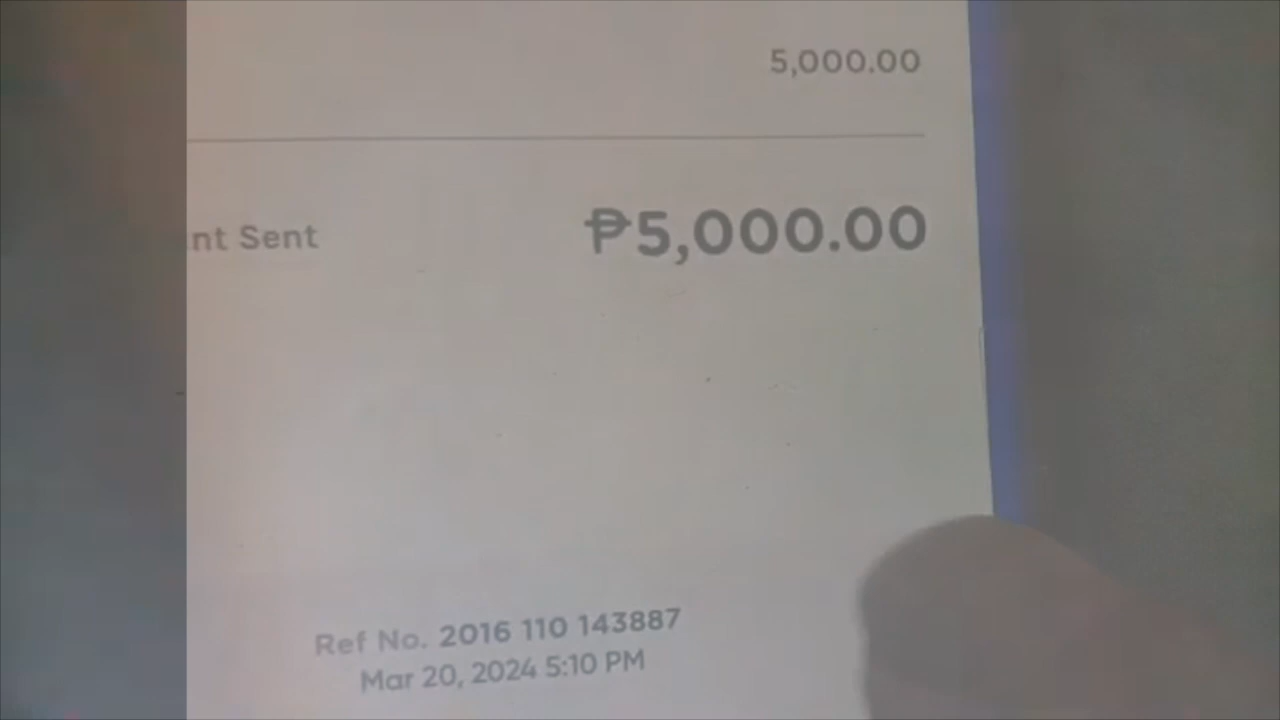 5,000.00
nt Sent ₱5,000.00
Ref No. 2016 110 143887
Mar 20, 2024 5:10 PM